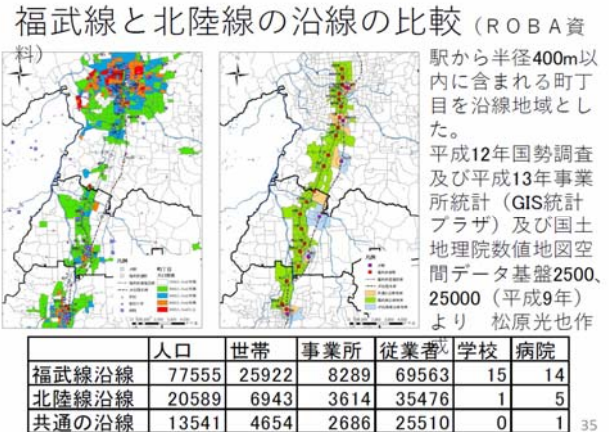 福武線と北陸線の沿線の比較(ROBA資
料)
駅から半径400m以
内に含まれる町丁
目を沿線地域とし
た。
平成12年国勢調査
及び平成13年事業
所統計(GIS統計
プラザ)及び国土
地理院数値地図空
間データ基盤2500、
25000(平成9年)
より 松原光也作
成
人口 世帯 事業所 従業者 学校 病院
福武線沿線 77555 25922 8289 69563 15 14
北陸線沿線 20589 6943 3614 35476 1 5
共通の沿線 13541 4654 2686 25510 0 1
35